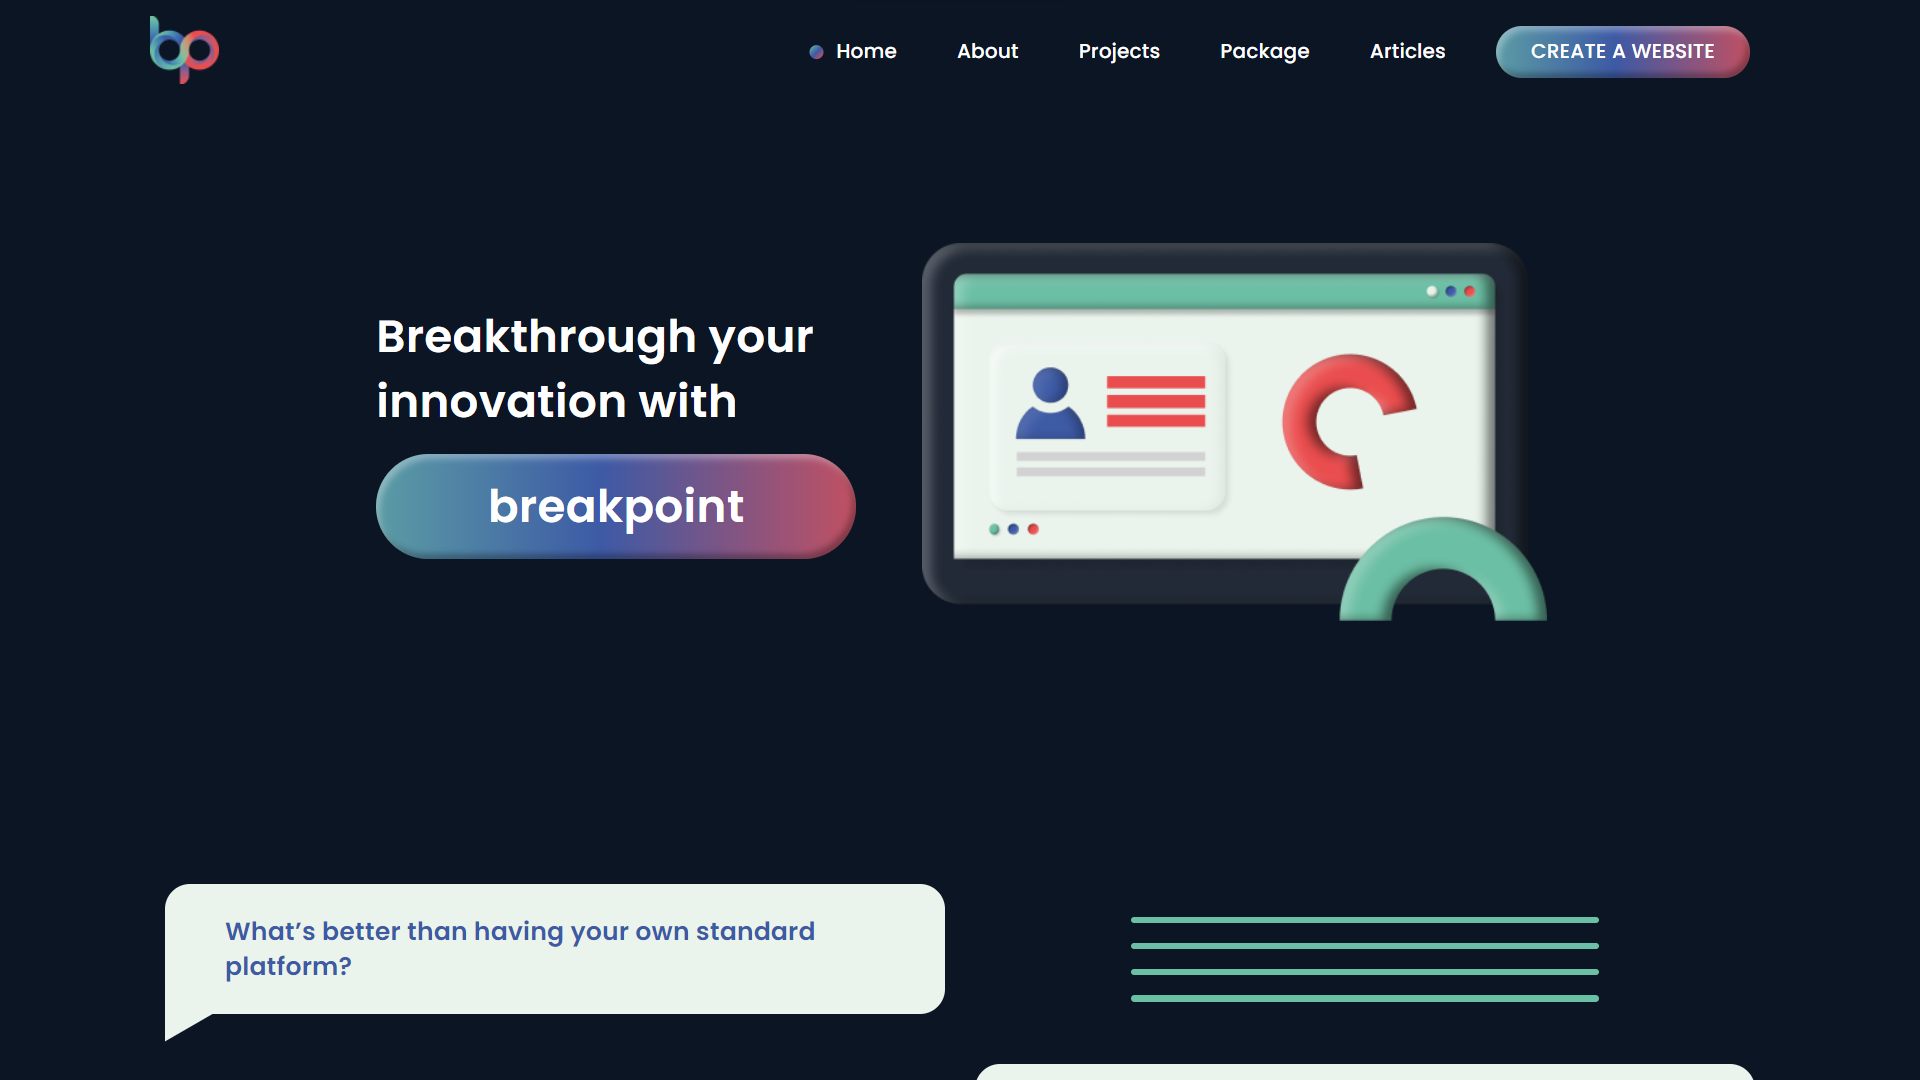 bp
Home
About
Projects
Package
Articles
CREATE A WEBSITE
Breakthrough your
innovation with
breakpoint
What’s better than having your own standard
platform?